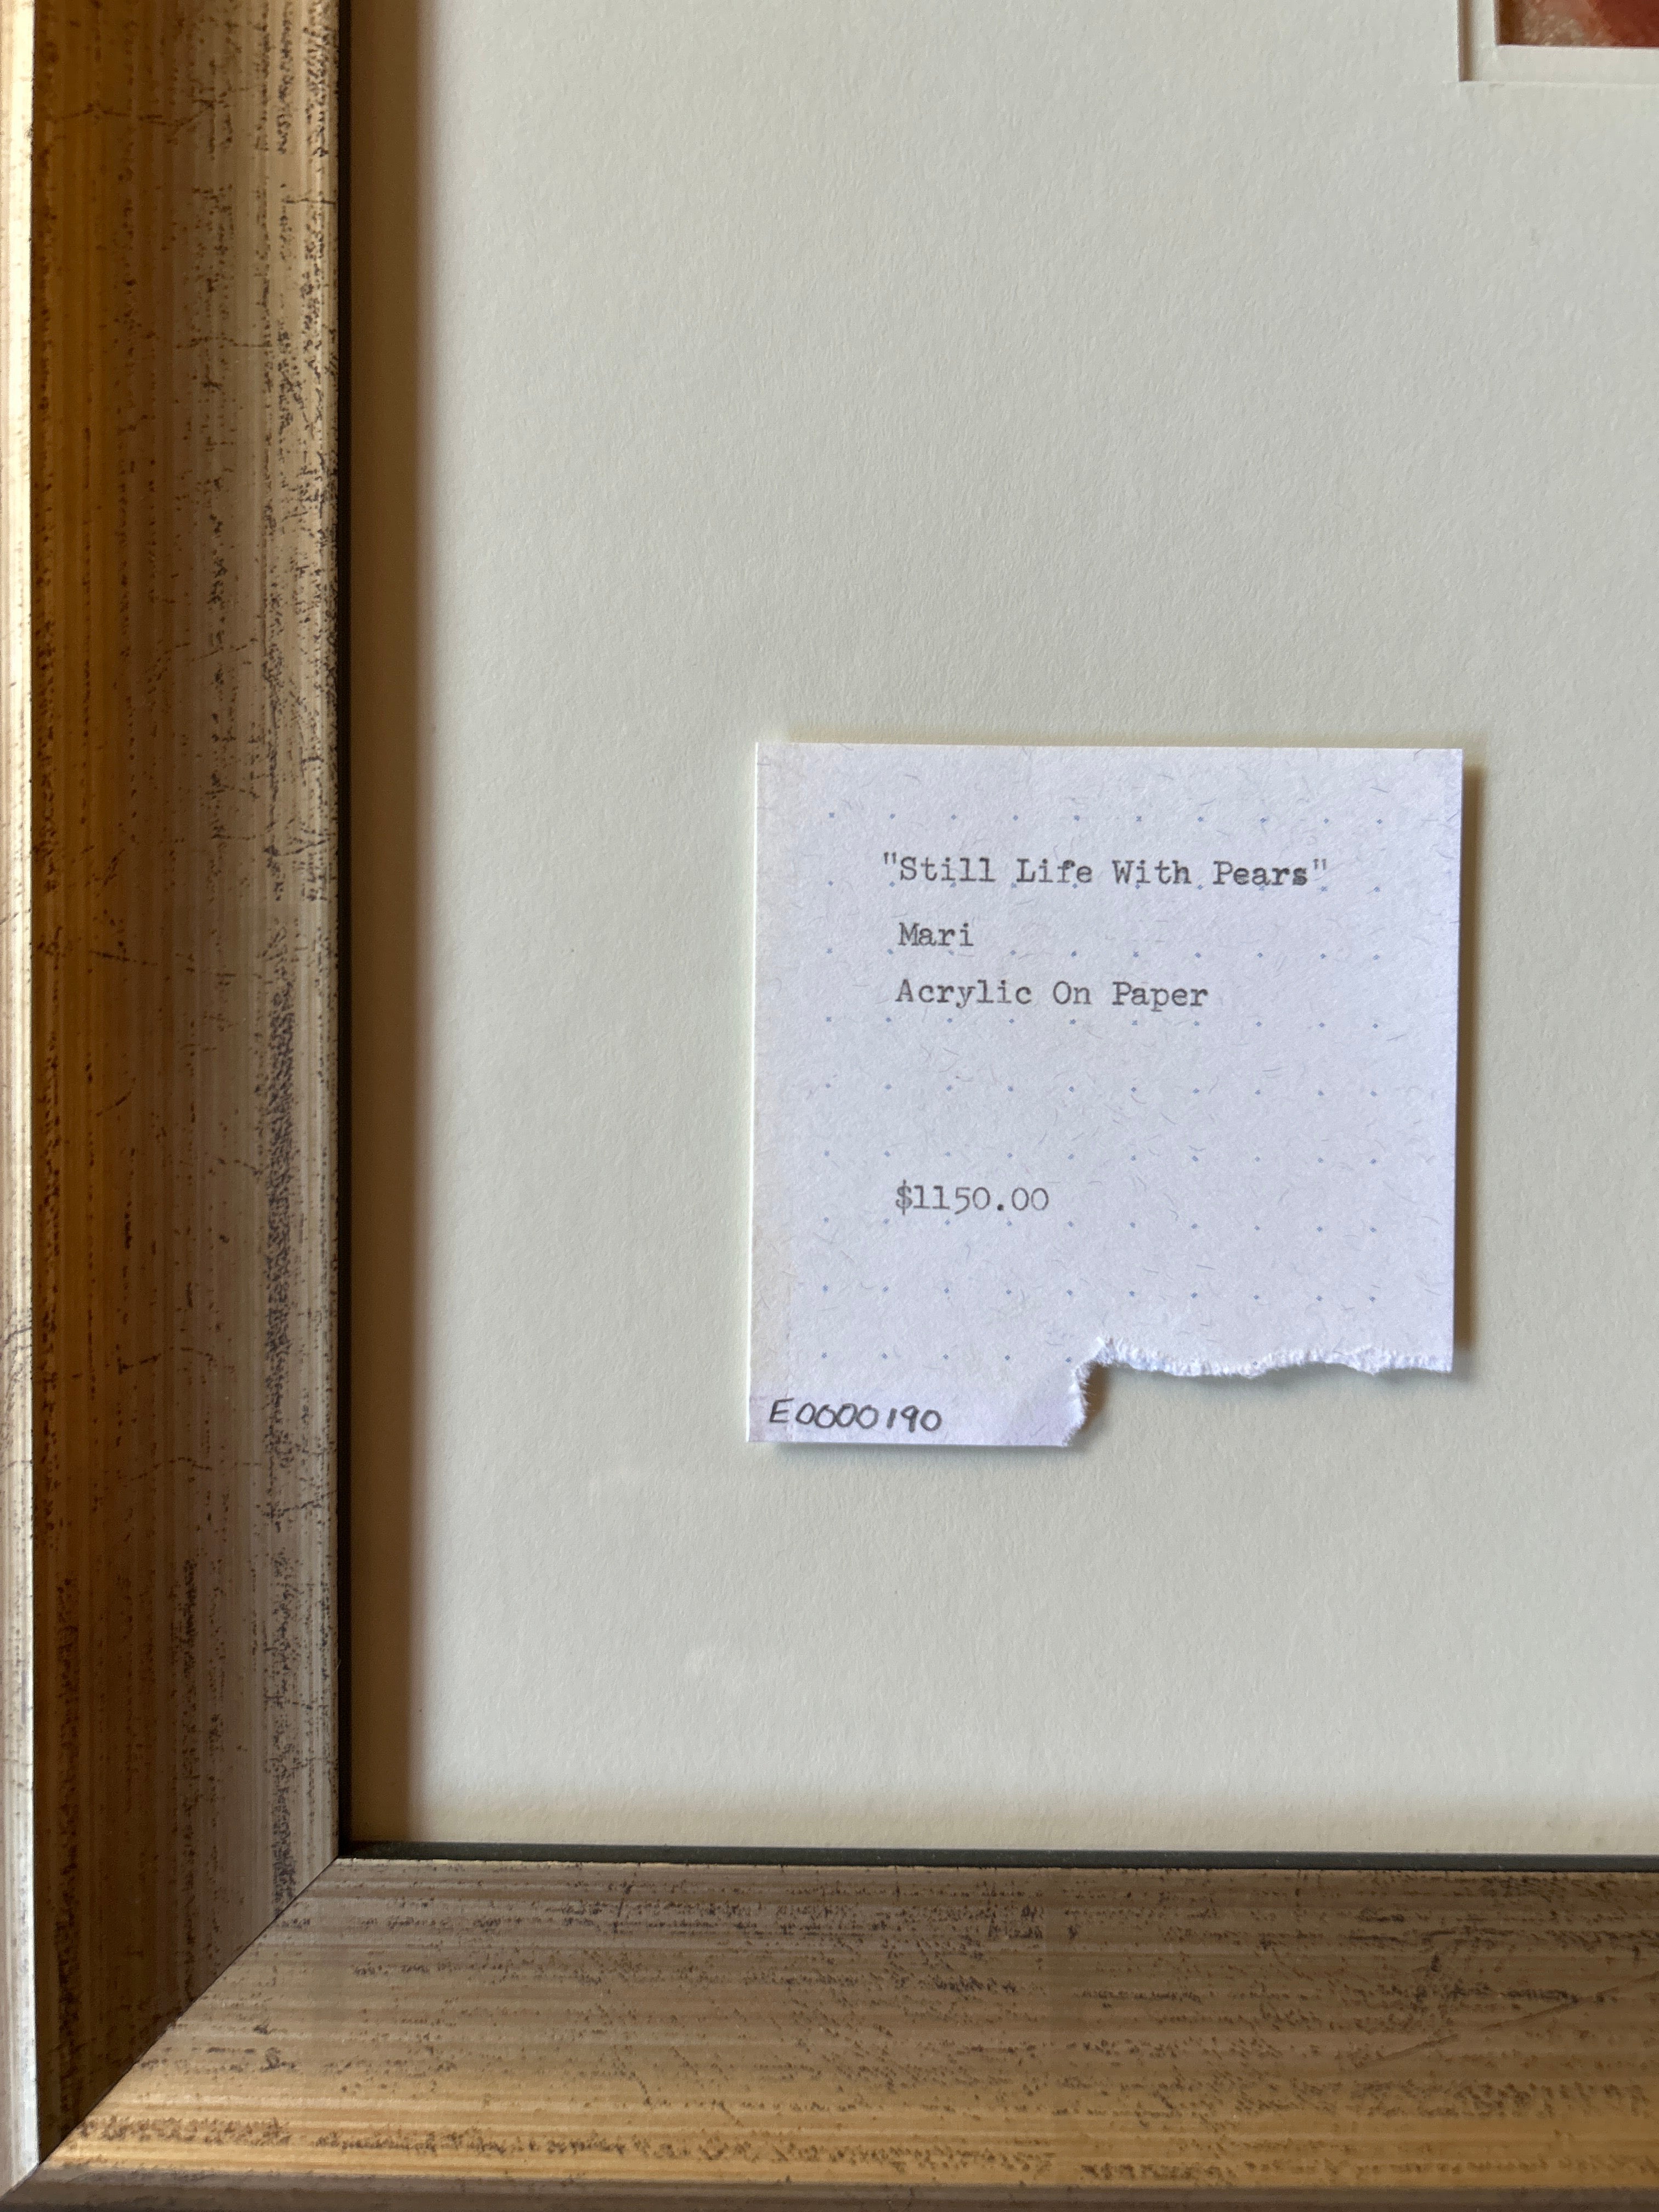 "Still Life With Pears"
Mari
Acrylic On Paper
$1150.00
E0000190